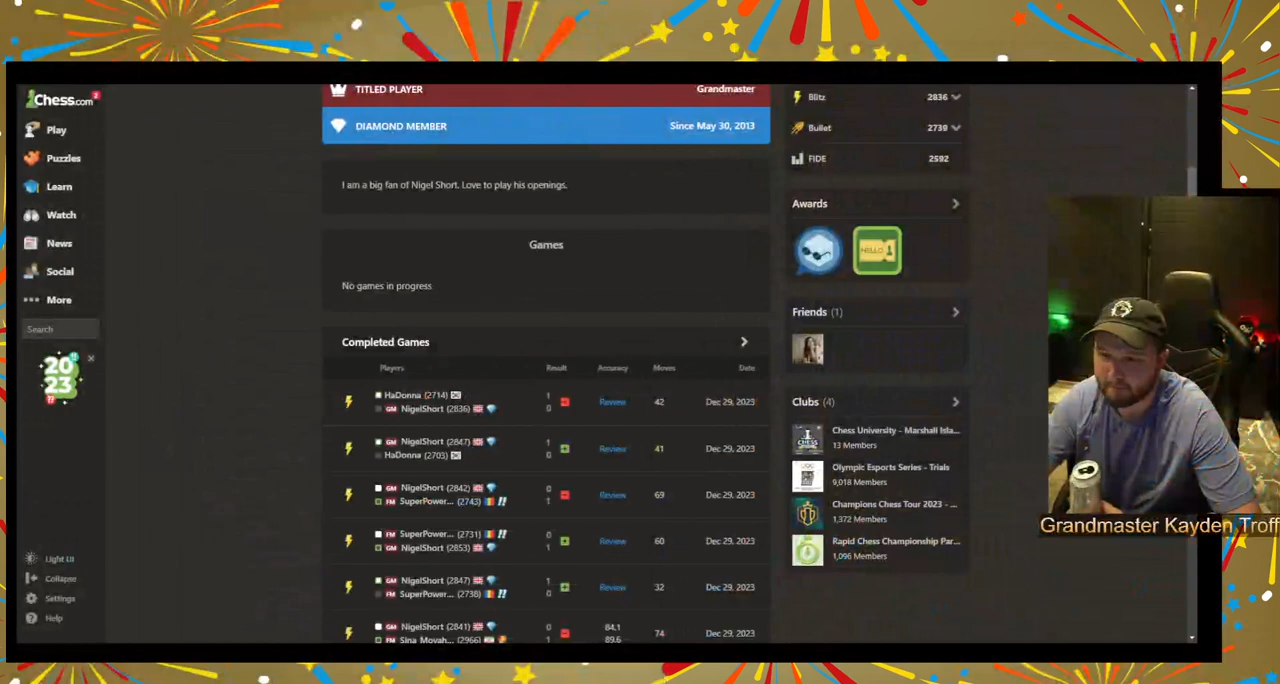 Chess.com 2
Play
Puzzles
Learn
Watch
News
Social
More
Search
2023
Light UI
Collapse
Settings
Help
TITLED PLAYER Grandmaster
DIAMOND MEMBER Since May 30, 2013
I am a big fan of Nigel Short. Love to play his openings.
Games
No games in progress
Completed Games
Players Result Accuracy Moves Date
HaDonna (2714) 1 Review 42 Dec 29, 2023
GM NigelShort (2836) 0
GM NigelShort (2847) 1 Review 41 Dec 29, 2023
HaDonna (2703) 0
GM NigelShort (2842) 0 Review 69 Dec 29, 2023
FM SuperPower... (2743) 1
FM SuperPower... (2731) 0 Review 60 Dec 29, 2023
GM NigelShort (2853) 1
GM NigelShort (2847) 1 Review 32 Dec 29, 2023
FM SuperPower... (2738) 0
GM NigelShort (2841) 0 84.1 74 Dec 29, 2023
FM Sina_Movah... (2966) 1 89.6
Blitz 2836
Bullet 2739
FIDE 2592
Awards
HELLO 1
Friends (1)
Clubs (4)
Chess University - Marshall Isla...
13 Members
Olympic Esports Series - Trials
9,018 Members
Champions Chess Tour 2023 - ...
1,372 Members
Rapid Chess Championship Par...
1,096 Members
Grandmaster Kayden Troff